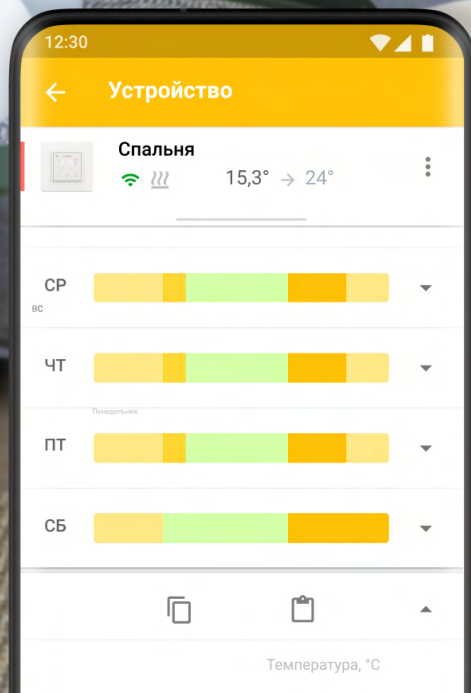 12:30
Устройство
Спальня
15,3° → 24°
СР
ВС
ЧТ
Понедельник
ПТ
СБ
Температура, °C